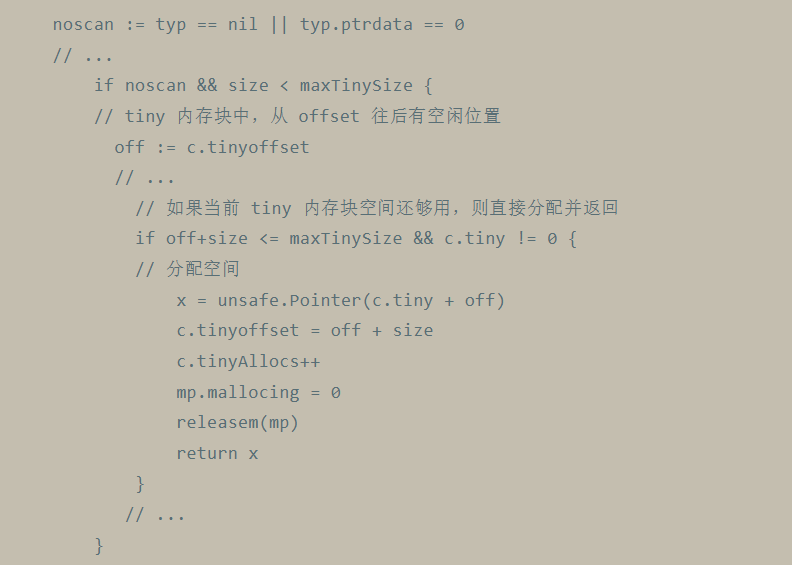 noscan := typ == nil || typ.ptrdata == 0
// ...
if noscan && size < maxTinySize {
// tiny 内存块中，从 offset 往后有空闲位置
off := c.tinyoffset
// ...
// 如果当前 tiny 内存块空间还够用，则直接分配并返回
if off+size <= maxTinySize && c.tiny != 0 {
// 分配空间
x = unsafe.Pointer(c.tiny + off)
c.tinyoffset = off + size
c.tinyAllocs++
mp.mallocing = 0
releasem(mp)
return x
}
// ...
}